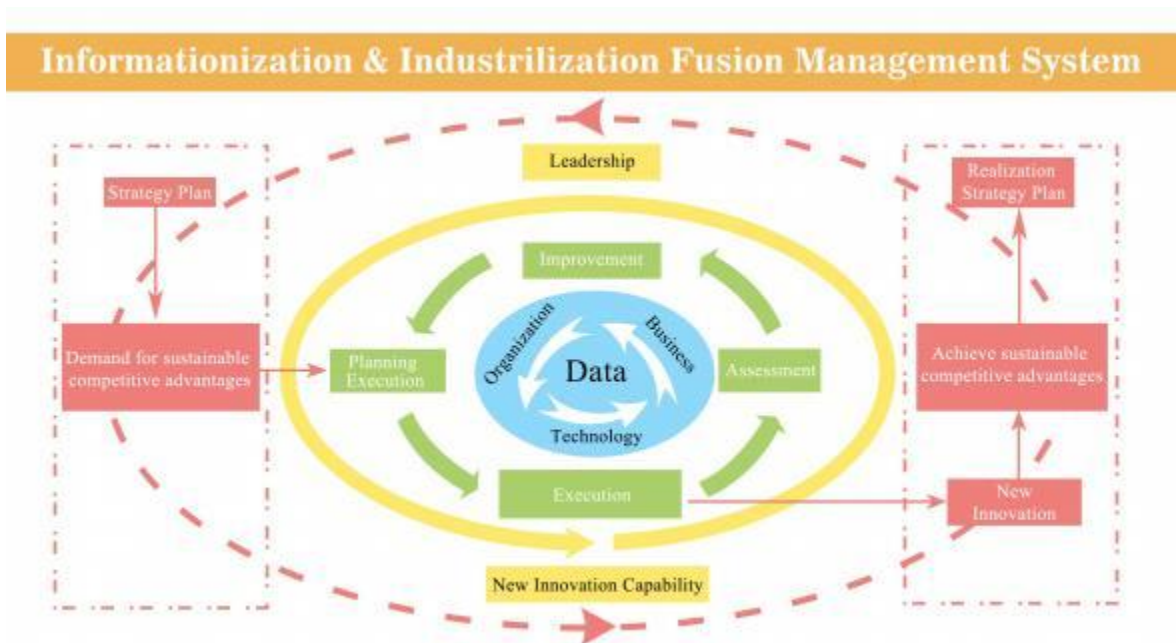 Informationization & Industrilization Fusion Management System
Leadership
Strategy Plan
Realization
Strategy Plan
Improvement
Organization
Business
Demand for sustainable
competitive advantages
Planning
Execution
Data
Assessment
Achieve sustainable
competitive advantages
Technology
Execution
New
Innovation
New Innovation Capability